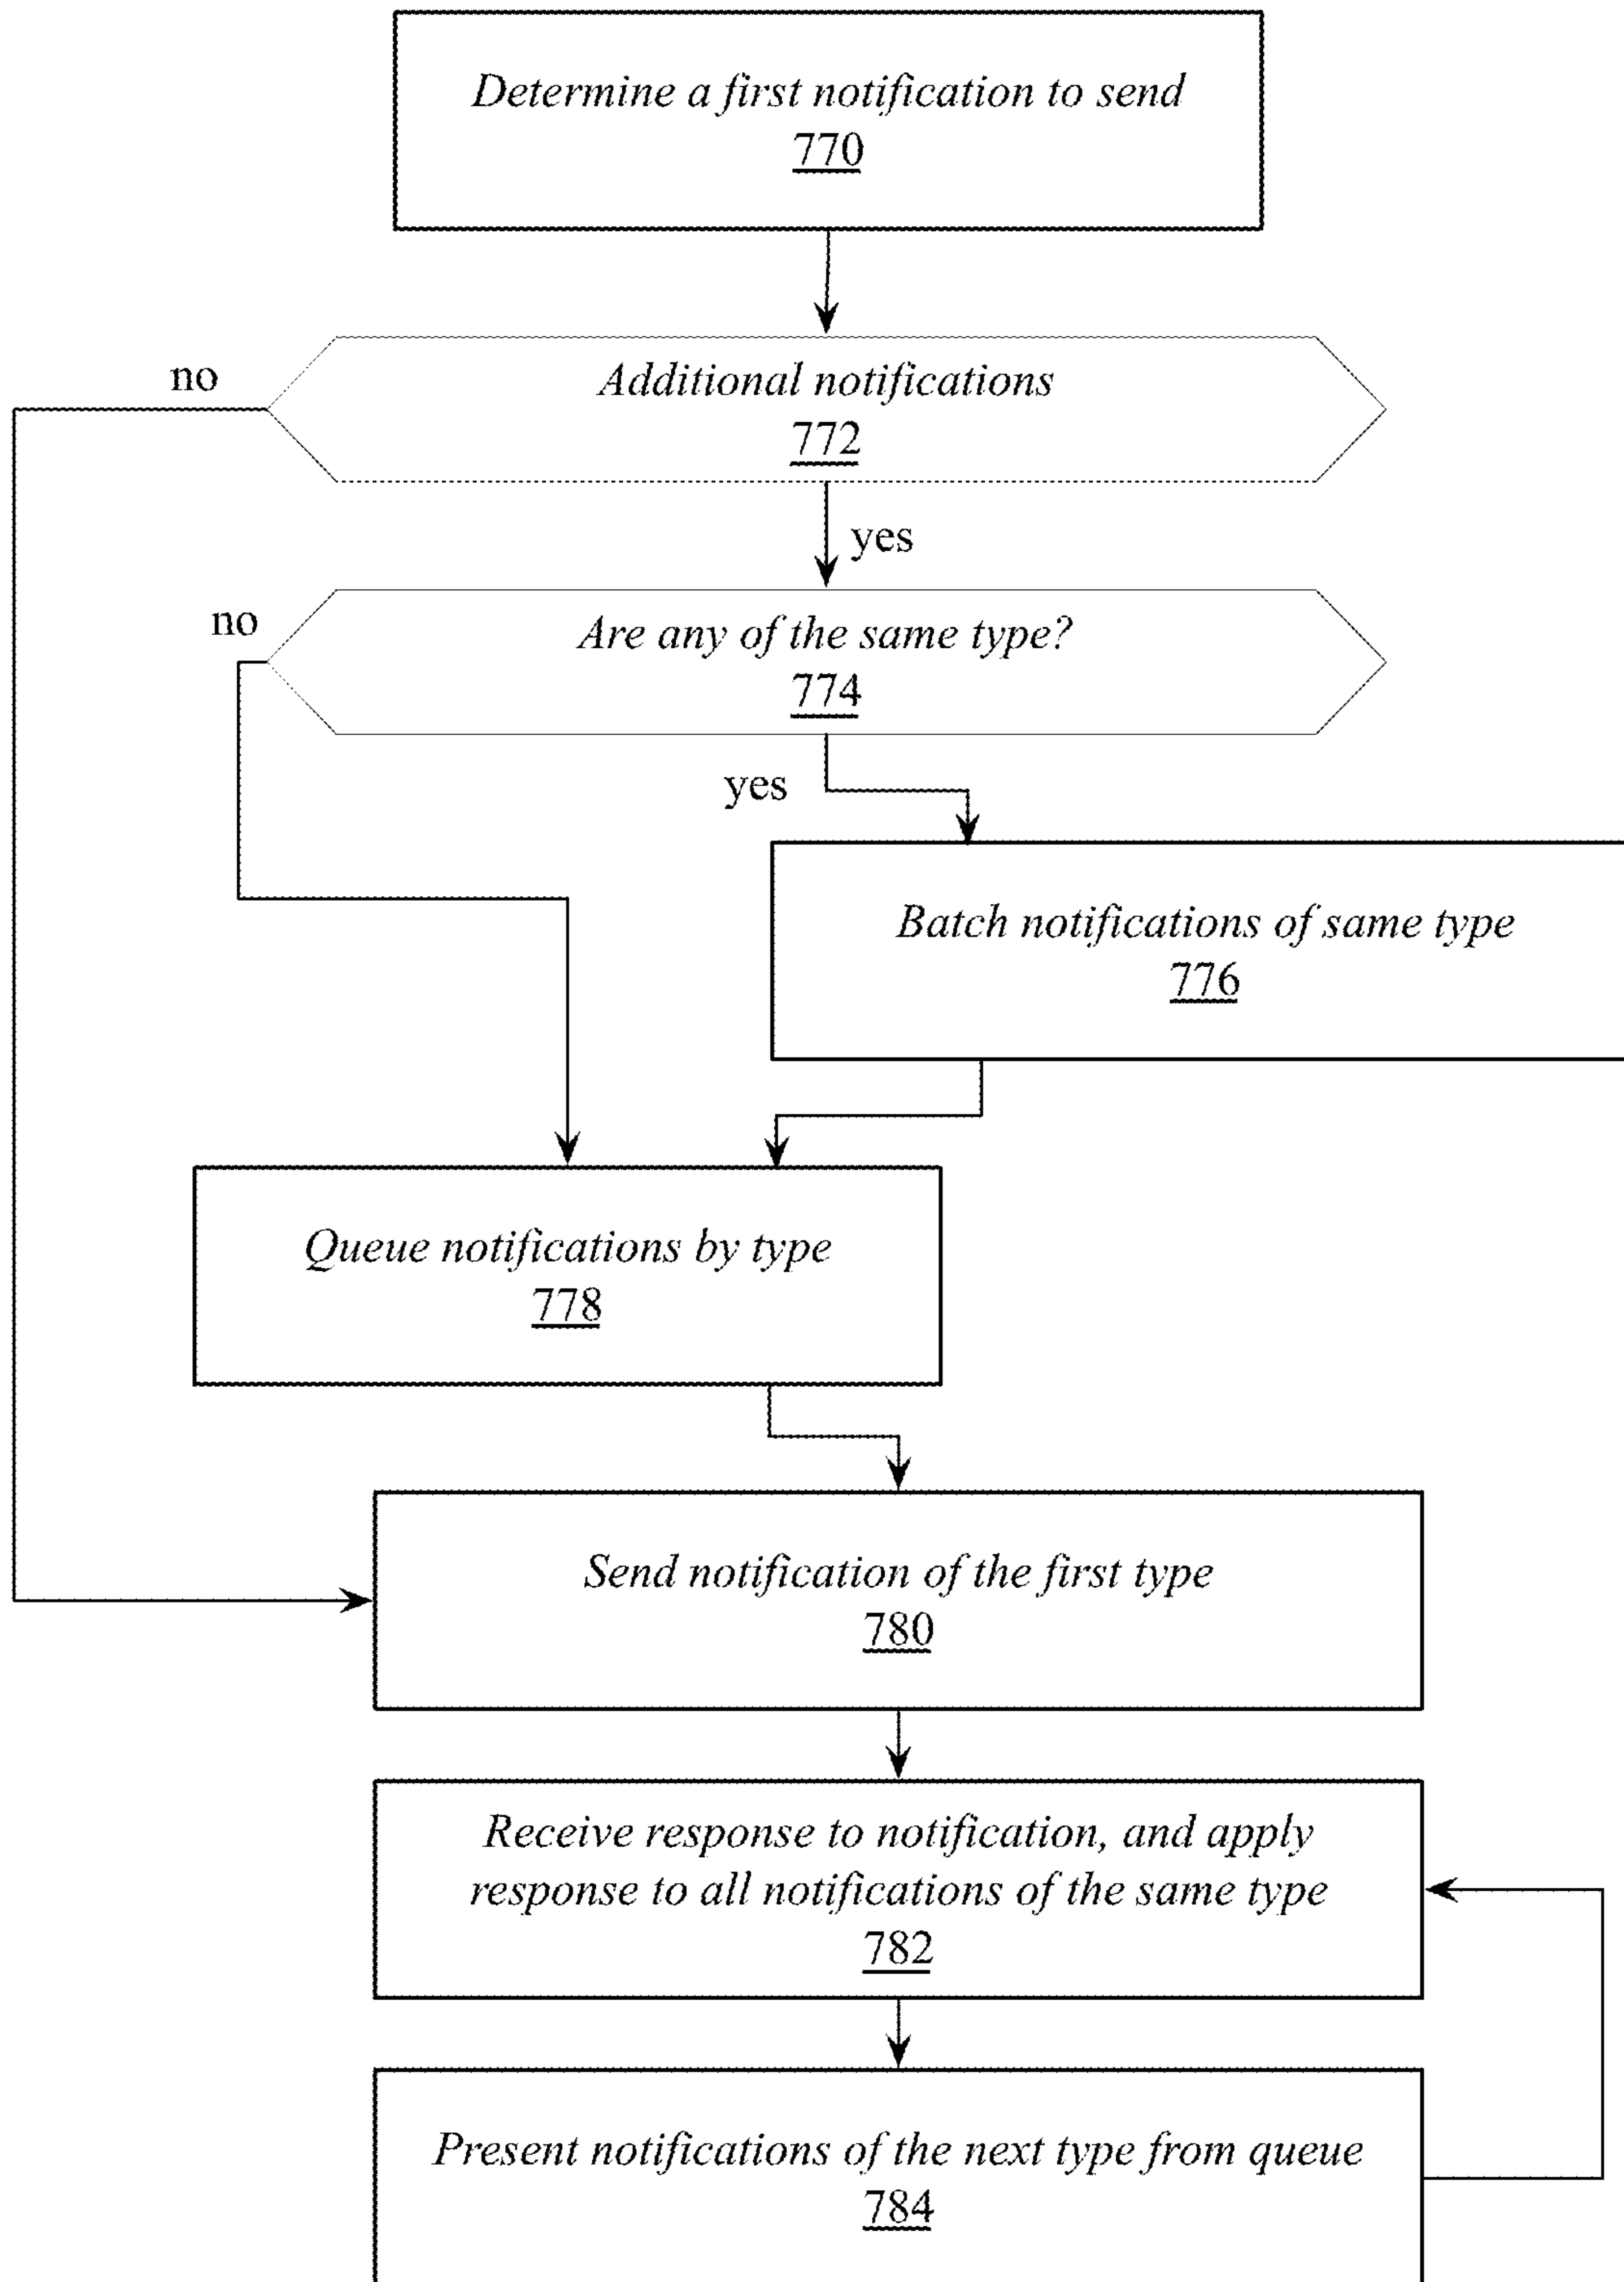 Determine a first notification to send
770
no
Additional notifications
772
yes
no
Are any of the same type?
774
yes
Batch notifications of same type
776
Queue notifications by type
778
Send notification of the first type
780
Receive response to notification, and apply
response to all notifications of the same type
782
Present notifications of the next type from queue
784